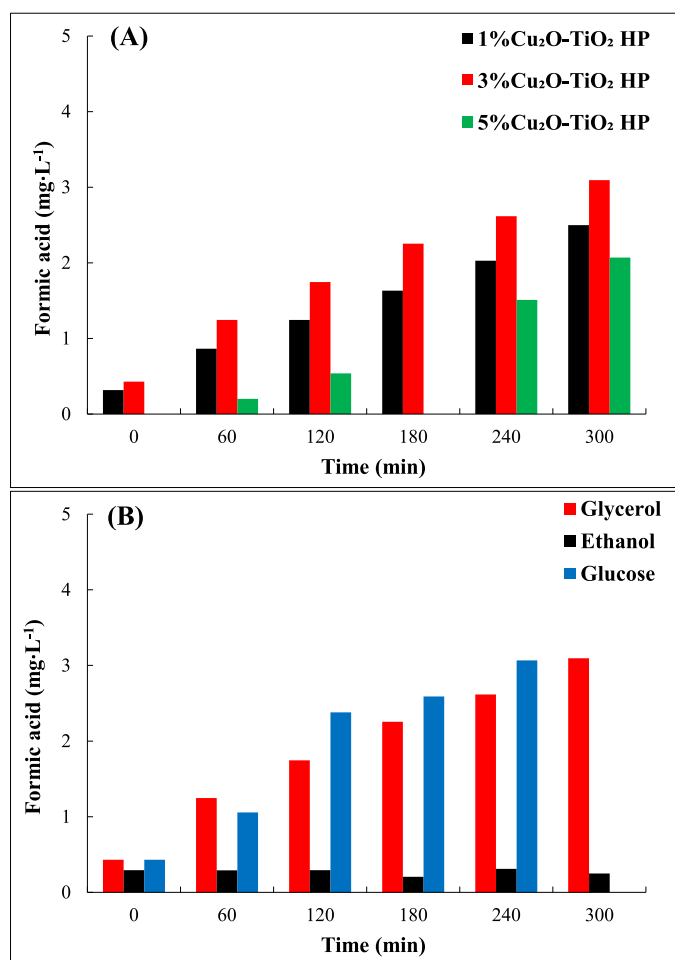 (A)
1%Cu₂O-TiO₂ HP
3%Cu₂O-TiO₂ HP
5%Cu₂O-TiO₂ HP
Formic acid (mg·L⁻¹)
5
4
3
2
1
0
0 60 120 180 240 300
Time (min)
(B)
Glycerol
Ethanol
Glucose
Formic acid (mg·L⁻¹)
5
4
3
2
1
0
0 60 120 180 240 300
Time (min)